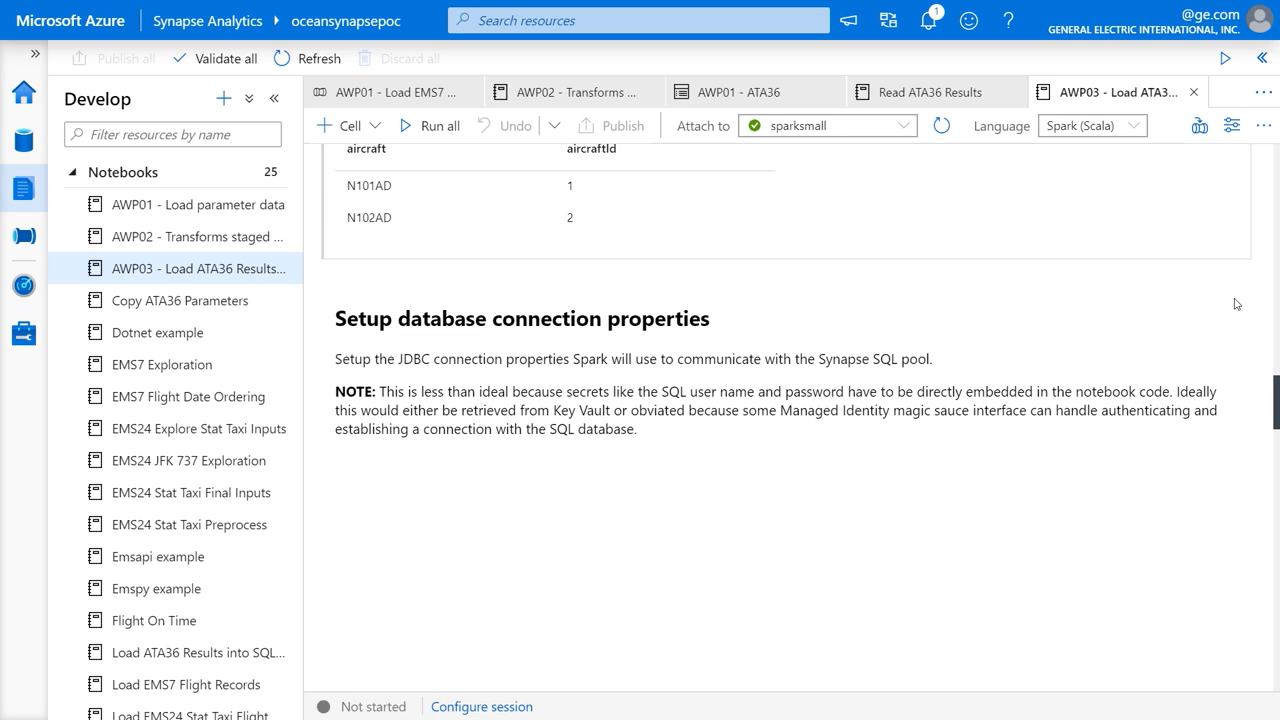 Microsoft Azure
Synapse Analytics
oceansynapsepoc
Search resources
1
@ge.com
GENERAL ELECTRIC INTERNATIONAL, INC.
Publish all
Validate all
Refresh
Discard all
Develop
Filter resources by name
Notebooks
25
AWP01 - Load parameter data
AWP02 - Transforms staged ...
AWP03 - Load ATA36 Results...
Copy ATA36 Parameters
Dotnet example
EMS7 Exploration
EMS7 Flight Date Ordering
EMS24 Explore Stat Taxi Inputs
EMS24 JFK 737 Exploration
EMS24 Stat Taxi Final Inputs
EMS24 Stat Taxi Preprocess
Emsapi example
Emspy example
Flight On Time
Load ATA36 Results into SQL...
Load EMS7 Flight Records
Load EMS24 Stat Taxi Flight
AWP01 - Load EMS7 ...
AWP02 - Transforms ...
AWP01 - ATA36
Read ATA36 Results
AWP03 - Load ATA3...
Cell
Run all
Undo
Publish
Attach to
sparksmall
Language
Spark (Scala)
aircraft aircraftId
N101AD 1
N102AD 2
Setup database connection properties
Setup the JDBC connection properties Spark will use to communicate with the Synapse SQL pool.
NOTE: This is less than ideal because secrets like the SQL user name and password have to be directly embedded in the notebook code. Ideally
this would either be retrieved from Key Vault or obviated because some Managed Identity magic sauce interface can handle authenticating and
establishing a connection with the SQL database.
Not started
Configure session